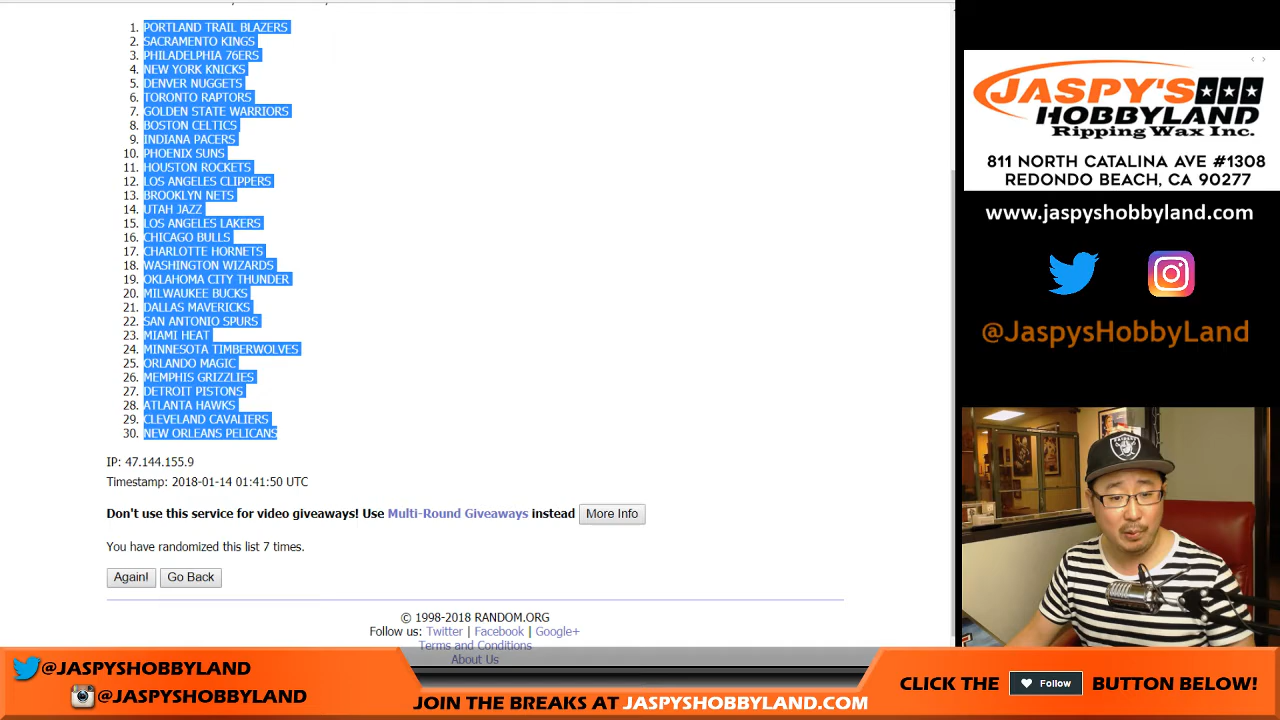 1. PORTLAND TRAIL BLAZERS
2. SACRAMENTO KINGS
3. PHILADELPHIA 76ERS
4. NEW YORK KNICKS
5. DENVER NUGGETS
6. TORONTO RAPTORS
7. GOLDEN STATE WARRIORS
8. BOSTON CELTICS
9. INDIANA PACERS
10. PHOENIX SUNS
11. HOUSTON ROCKETS
12. LOS ANGELES CLIPPERS
13. BROOKLYN NETS
14. UTAH JAZZ
15. LOS ANGELES LAKERS
16. CHICAGO BULLS
17. CHARLOTTE HORNETS
18. WASHINGTON WIZARDS
19. OKLAHOMA CITY THUNDER
20. MILWAUKEE BUCKS
21. DALLAS MAVERICKS
22. SAN ANTONIO SPURS
23. MIAMI HEAT
24. MINNESOTA TIMBERWOLVES
25. ORLANDO MAGIC
26. MEMPHIS GRIZZLIES
27. DETROIT PISTONS
28. ATLANTA HAWKS
29. CLEVELAND CAVALIERS
30. NEW ORLEANS PELICANS
IP: 47.144.155.9
Timestamp: 2018-01-14 01:41:50 UTC
Don't use this service for video giveaways! Use Multi-Round Giveaways instead More Info
You have randomized this list 7 times.
Again! Go Back
© 1998-2018 RANDOM.ORG
Follow us: Twitter | Facebook | Google+
Terms and Conditions
About Us
JASPY'S
HOBBYLAND
Ripping Wax Inc.
811 NORTH CATALINA AVE #1308
REDONDO BEACH, CA 90277
www.jaspyshobbyland.com
@JaspysHobbyLand
RAIDERS
@JASPYSHOBBYLAND
@JASPYSHOBBYLAND
JOIN THE BREAKS AT JASPYSHOBBYLAND.COM
CLICK THE Follow BUTTON BELOW!